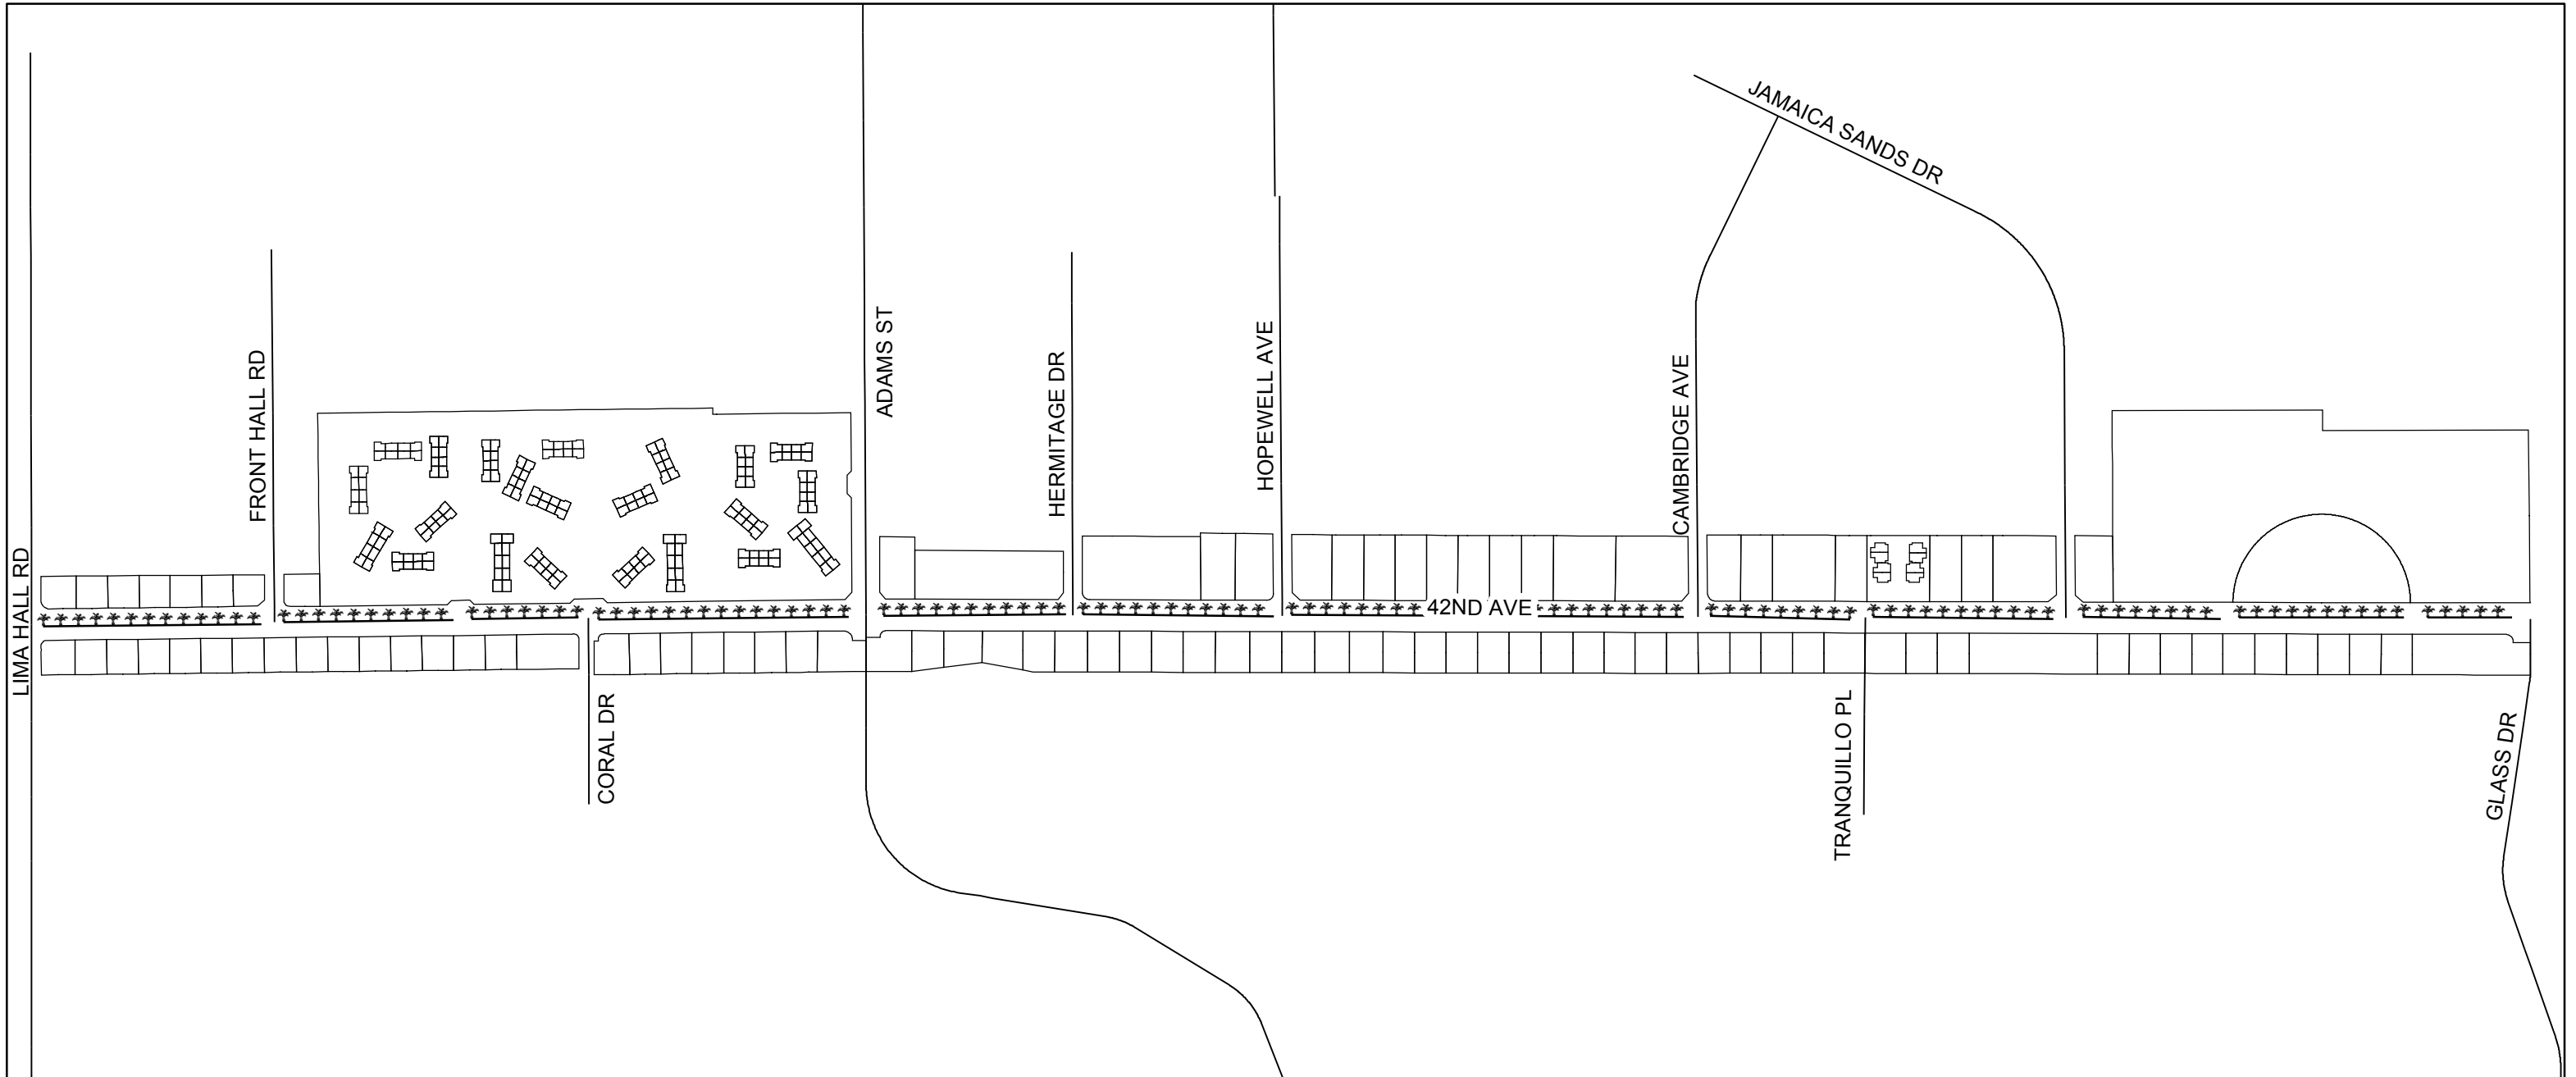 JAMAICA SANDS DR
LIMA HALL RD
FRONT HALL RD
ADAMS ST
HERMITAGE DR
HOPEWELL AVE
CAMBRIDGE AVE
42ND AVE
CORAL DR
TRANQUILLO PL
GLASS DR